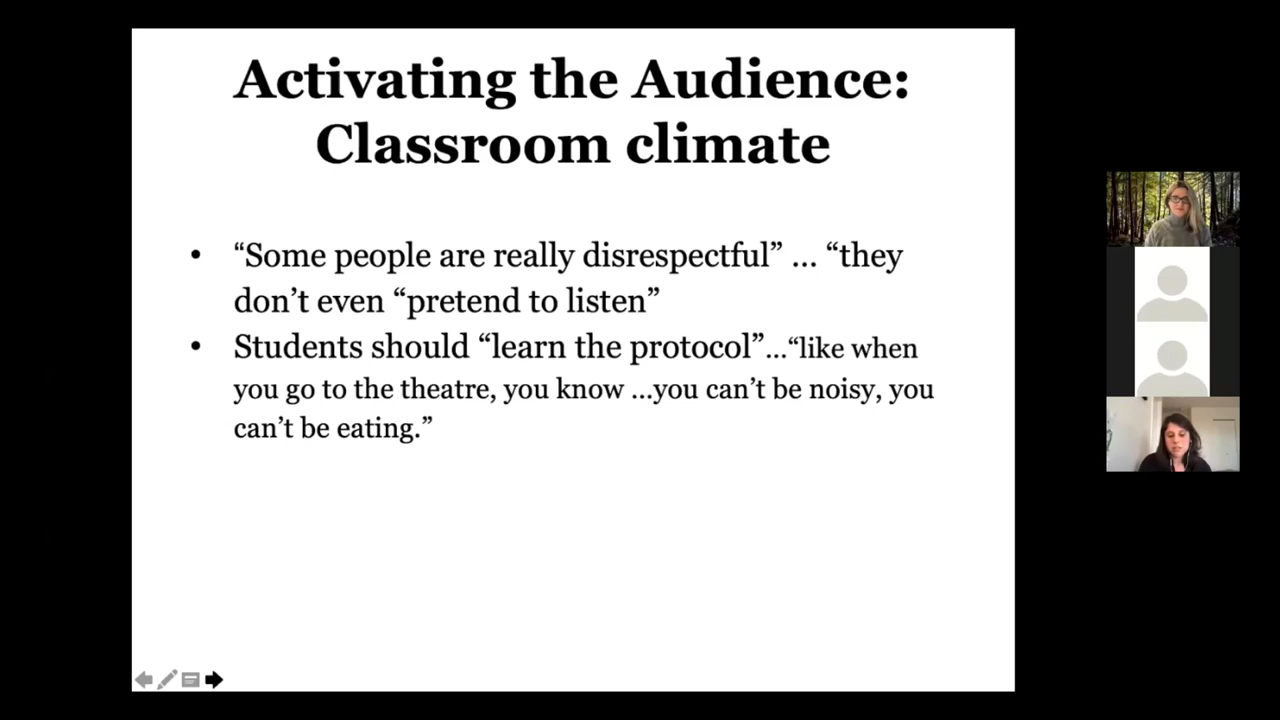 Activating the Audience:
Classroom climate
• “Some people are really disrespectful” … “they
don’t even “pretend to listen”
• Students should “learn the protocol”…“like when
you go to the theatre, you know …you can’t be noisy, you
can’t be eating.”